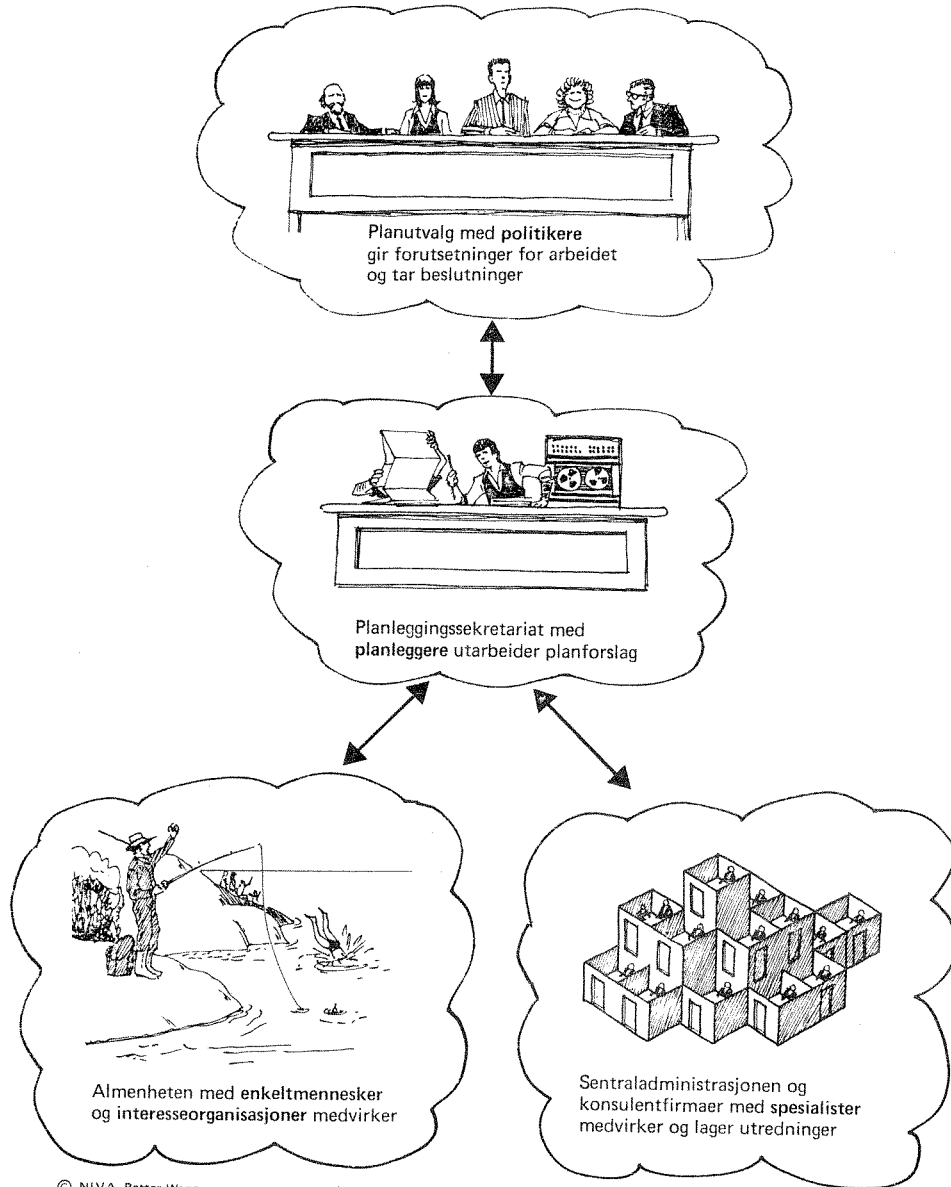 Planutvalg med politikere
gir forutsetninger for arbeidet
og tar beslutninger
Planleggingssekretariat med
planleggere utarbeider planforslag
Almenheten med enkeltmennesker
og interesseorganisasjoner medvirker
Sentraladministrasjonen og
konsulentfirmaer med spesialister
medvirker og lager utredninger
© NIVA Petter